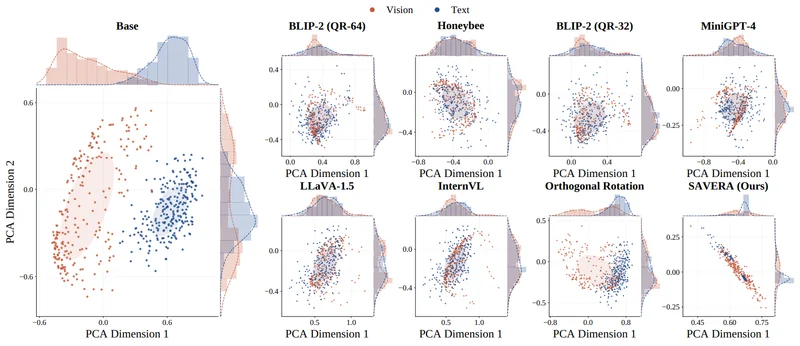 Vision Text
Base
BLIP-2 (QR-64)
Honeybee
BLIP-2 (QR-32)
MiniGPT-4
0.6
0.0
−0.6
PCA Dimension 2
−0.6
0.0
0.6
PCA Dimension 1
0.4
0.0
−0.4
0.0
0.4
0.8
PCA Dimension 1
0.0
−0.4
−0.8
−0.4
0.0
PCA Dimension 1
0.4
0.0
−0.4
0.0
0.4
0.8
PCA Dimension 1
0.25
0.00
−0.25
−0.8
−0.4
0.0
PCA Dimension 1
LLaVA-1.5
InternVL
Orthogonal Rotation
SAVERA (Ours)
0.0
−0.4
0.5
1.0
PCA Dimension 1
0.0
−0.4
0.5
1.0
PCA Dimension 1
0.5
0.0
−0.5
0.0
0.8
PCA Dimension 1
0.25
0.00
−0.25
0.45
0.60
0.75
PCA Dimension 1